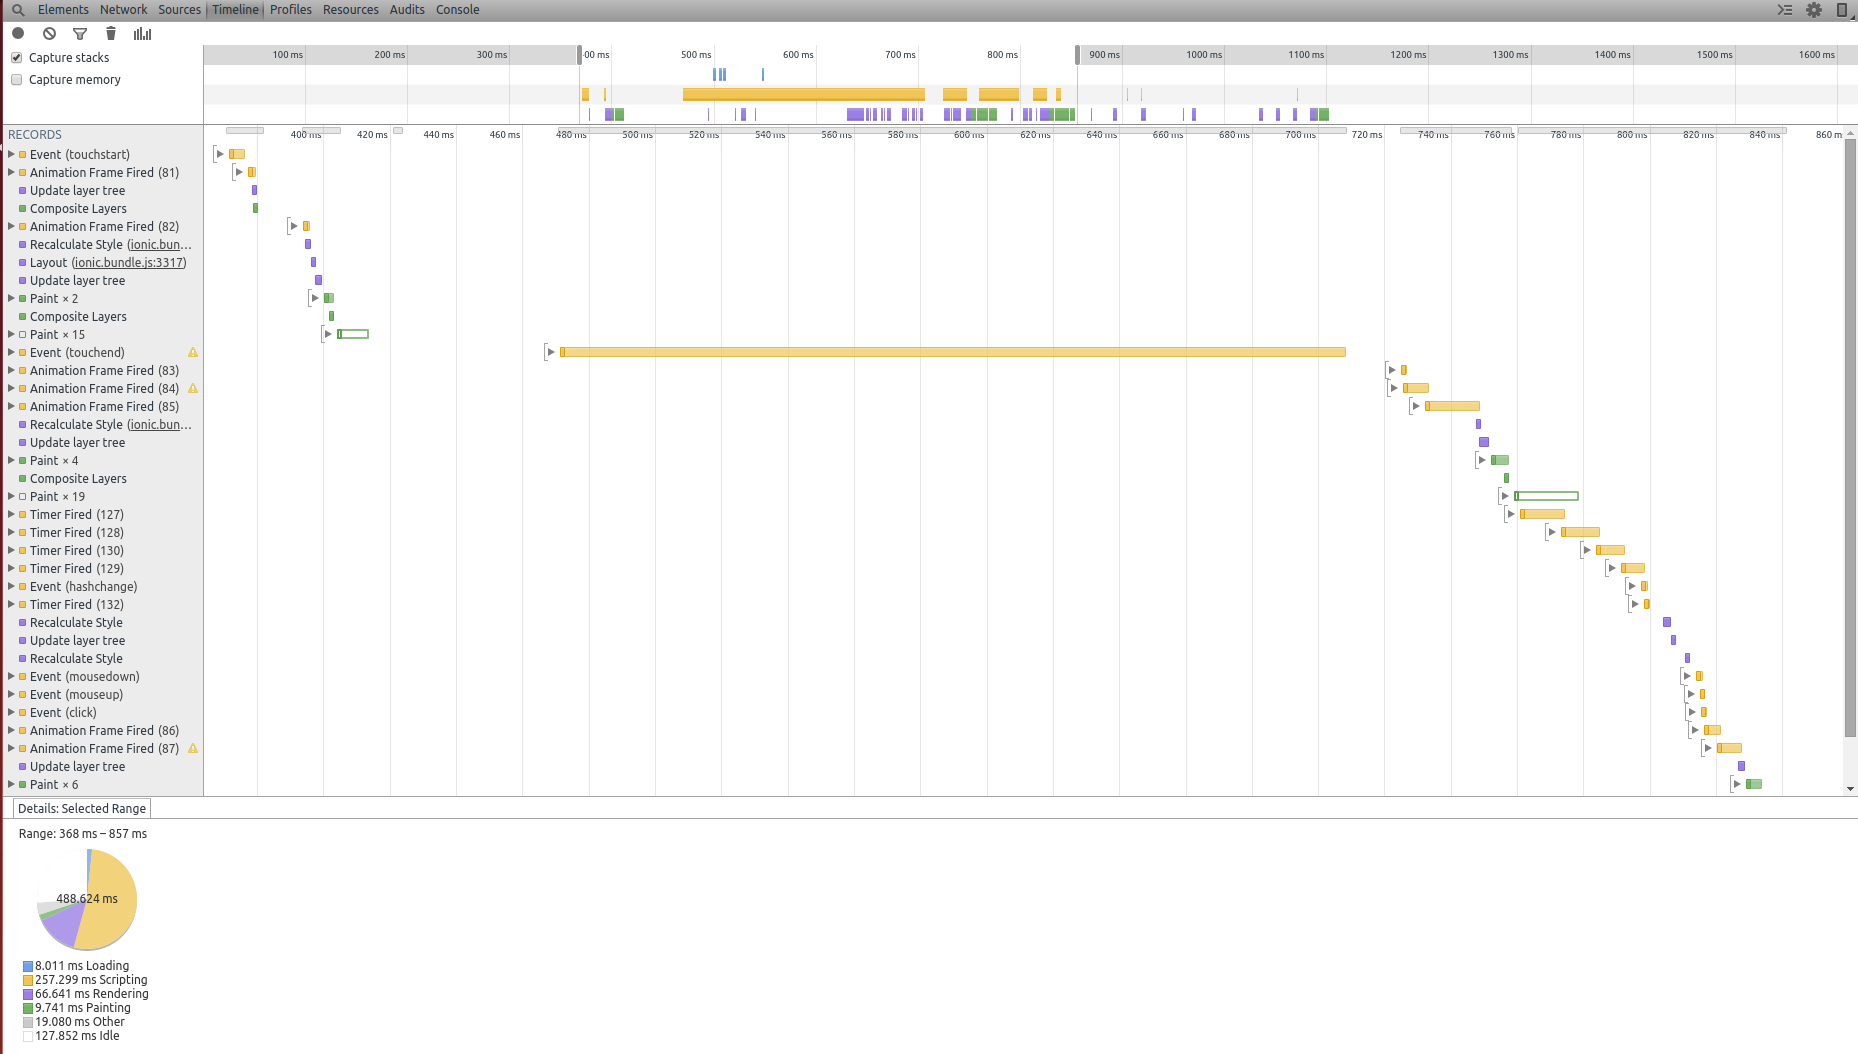 Elements Network Sources Timeline Profiles Resources Audits Console
Capture stacks
Capture memory
100 ms 200 ms 300 ms 00 ms 500 ms 600 ms 700 ms 800 ms 900 ms 1000 ms 1100 ms 1200 ms 1300 ms 1400 ms 1500 ms 1600 ms
RECORDS
400 ms 420 ms 440 ms 460 ms 480 ms 500 ms 520 ms 540 ms 560 ms 580 ms 600 ms 620 ms 640 ms 660 ms 680 ms 700 ms 720 ms 740 ms 760 ms 780 ms 800 ms 820 ms 840 ms 860 m
Event (touchstart)
Animation Frame Fired (81)
Update layer tree
Composite Layers
Animation Frame Fired (82)
Recalculate Style (ionic.bun...
Layout (ionic.bundle.js:3317)
Update layer tree
Paint × 2
Composite Layers
Paint × 15
Event (touchend)
Animation Frame Fired (83)
Animation Frame Fired (84)
Animation Frame Fired (85)
Recalculate Style (ionic.bun...
Update layer tree
Paint × 4
Composite Layers
Paint × 19
Timer Fired (127)
Timer Fired (128)
Timer Fired (130)
Timer Fired (129)
Event (hashchange)
Timer Fired (132)
Recalculate Style
Update layer tree
Recalculate Style
Event (mousedown)
Event (mouseup)
Event (click)
Animation Frame Fired (86)
Animation Frame Fired (87)
Update layer tree
Paint × 6
Details: Selected Range
Range: 368 ms – 857 ms
488.624 ms
8.011 ms Loading
257.299 ms Scripting
66.641 ms Rendering
9.741 ms Painting
19.080 ms Other
127.852 ms Idle